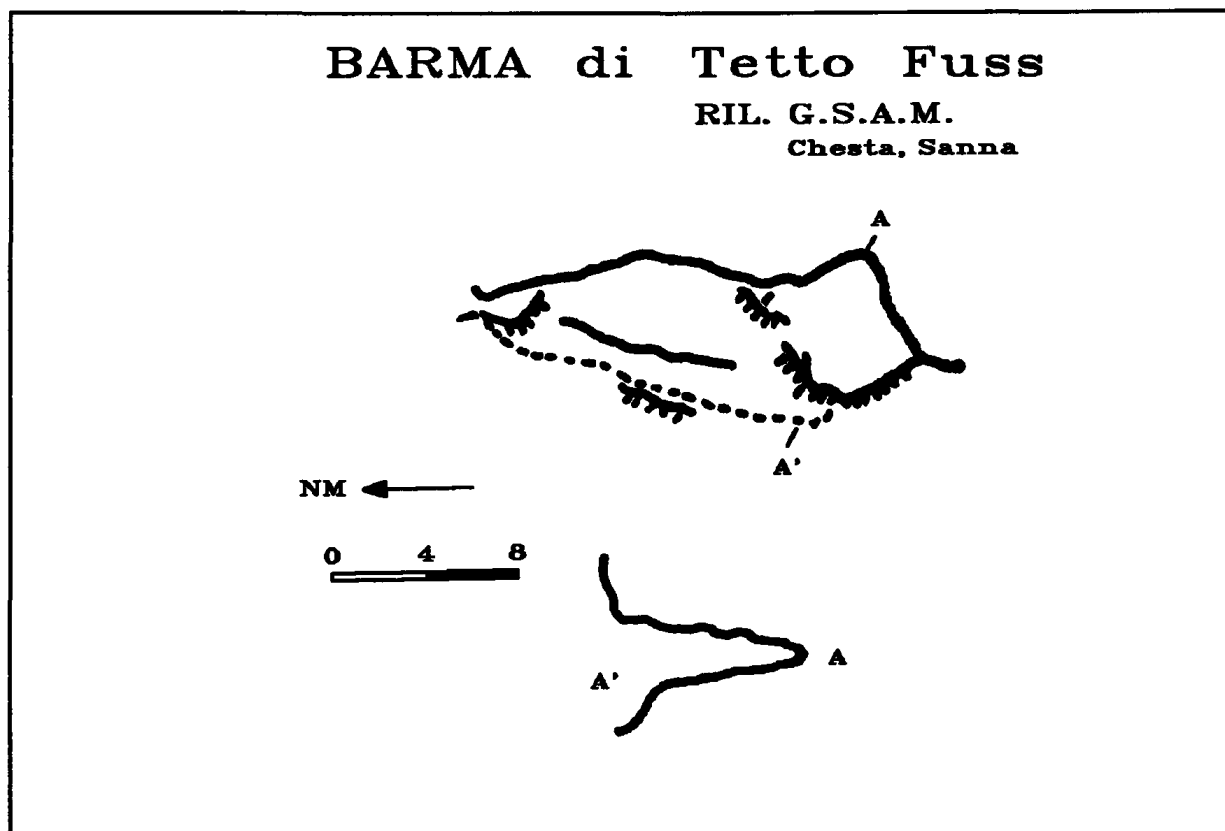 BARMA di Tetto Fuss
RIL. G.S.A.M.
Chesta, Sanna
A
A'
NM
0 4 8
A
A'